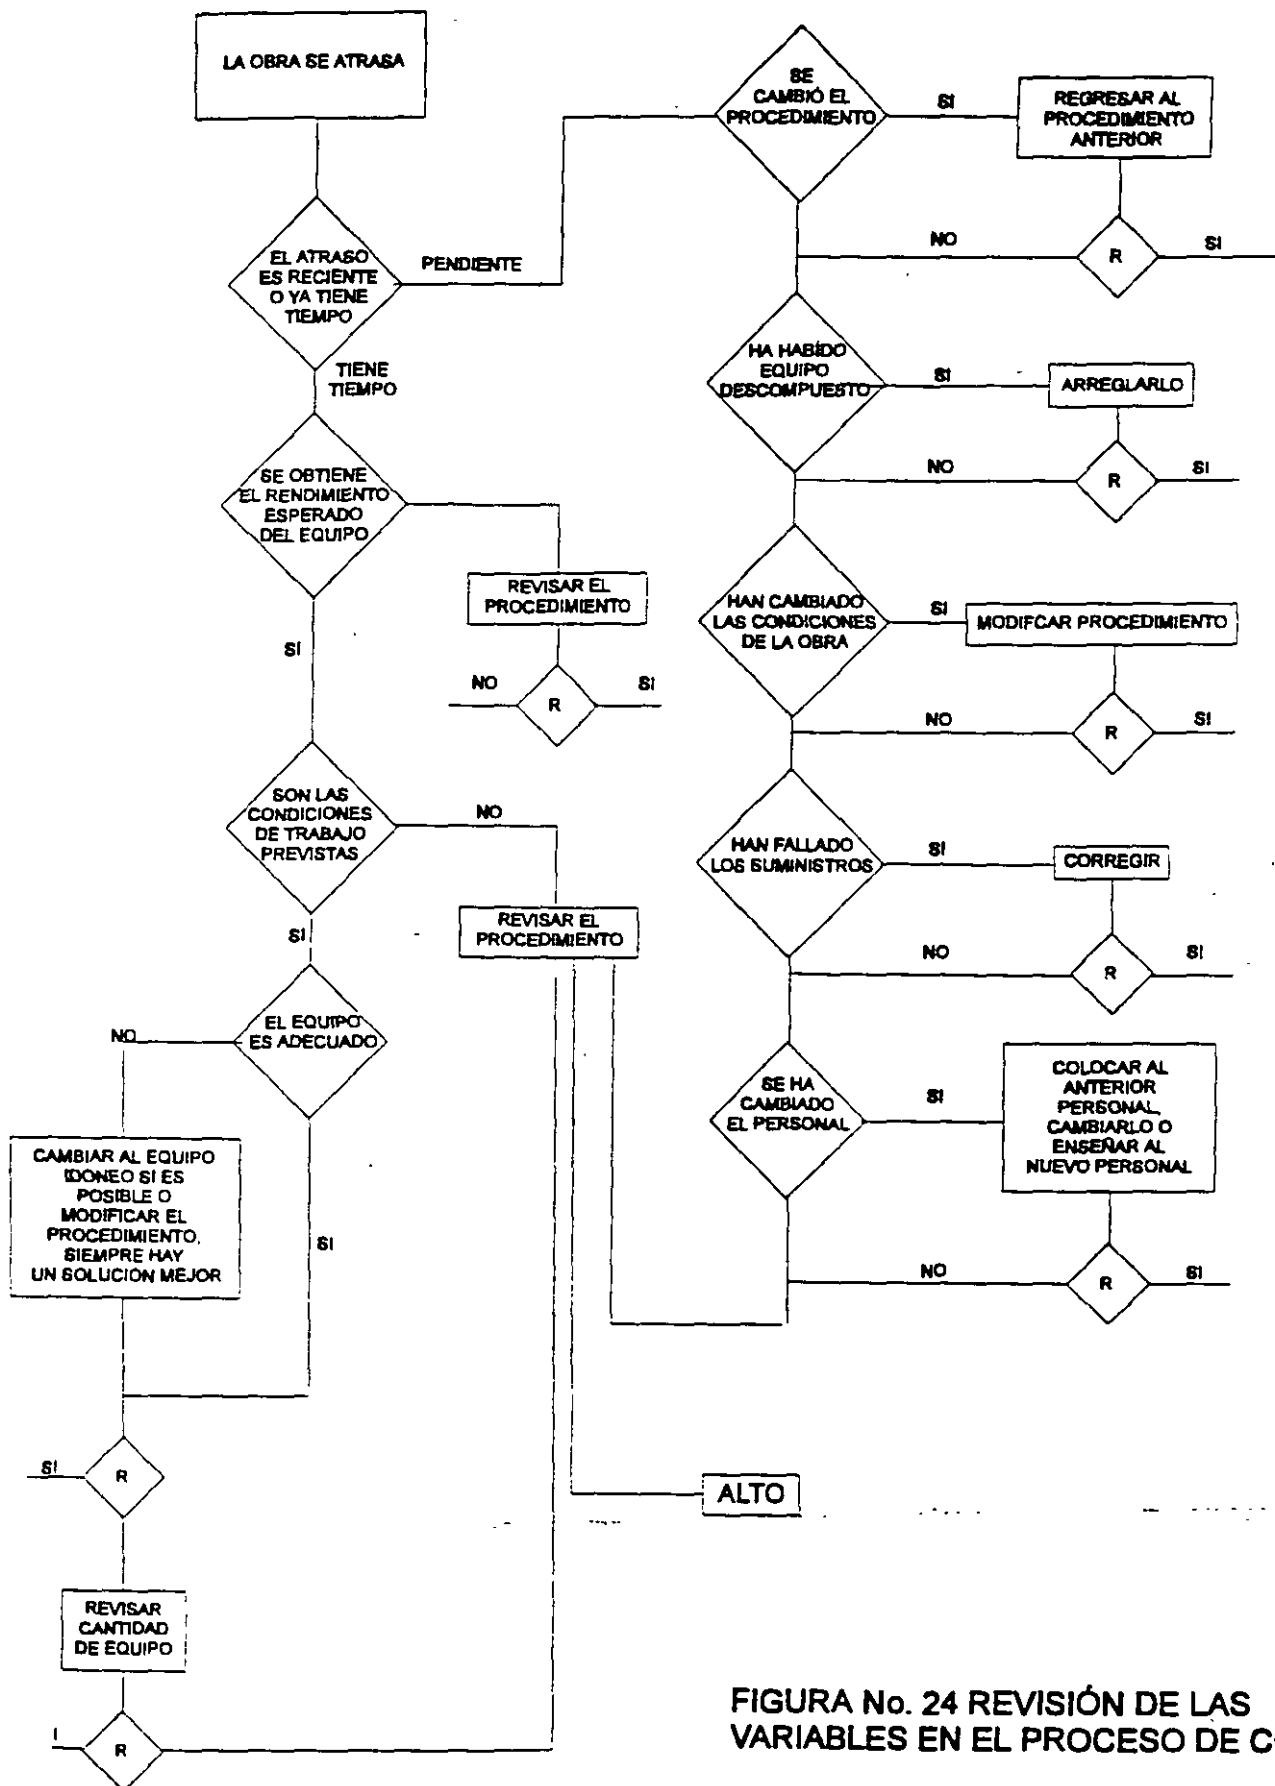 LA OBRA SE ATRASA
EL ATRASO
ES RECIENTE
O YA TIENE
TIEMPO
PENDIENTE
TIENE
TIEMPO
SE OBTIENE
EL RENDIMIENTO
ESPERADO
DEL EQUIPO
REVISAR EL
PROCEDIMIENTO
SI
NO
R
SI
SON LAS
CONDICIONES
DE TRABAJO
PREVISTAS
NO
REVISAR EL
PROCEDIMIENTO
SI
EL EQUIPO
ES ADECUADO
NO
CAMBIAR AL EQUIPO
IDONEO SI ES
POSIBLE O
MODIFICAR EL
PROCEDIMIENTO,
SIEMPRE HAY
UN SOLUCION MEJOR
SI
SI
R
REVISAR
CANTIDAD
DE EQUIPO
I
R
SE
CAMBIÓ EL
PROCEDIMIENTO
SI
REGRESAR AL
PROCEDIMIENTO
ANTERIOR
NO
R
SI
HA HABÍDO
EQUIPO
DESCOMPUESTO
SI
ARREGLARLO
NO
R
SI
HAN CAMBIADO
LAS CONDICIONES
DE LA OBRA
SI
MODIFCAR PROCEDIMIENTO
NO
R
SI
HAN FALLADO
LOS SUMINISTROS
SI
CORREGIR
NO
R
SI
SE HA
CAMBIADO
EL PERSONAL
SI
COLOCAR AL
ANTERIOR
PERSONAL,
CAMBIARLO O
ENSEÑAR AL
NUEVO PERSONAL
NO
R
SI
ALTO
FIGURA No. 24 REVISIÓN DE LAS
VARIABLES EN EL PROCESO DE